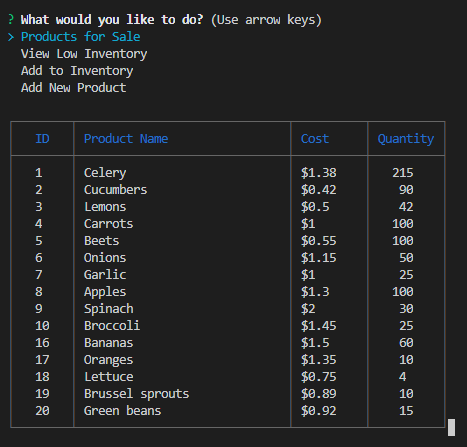 ? What would you like to do? (Use arrow keys)
> Products for Sale
View Low Inventory
Add to Inventory
Add New Product
ID Product Name Cost Quantity
1 Celery $1.38 215
2 Cucumbers $0.42 90
3 Lemons $0.5 42
4 Carrots $1 100
5 Beets $0.55 100
6 Onions $1.15 50
7 Garlic $1 25
8 Apples $1.3 100
9 Spinach $2 30
10 Broccoli $1.45 25
16 Bananas $1.5 60
17 Oranges $1.35 10
18 Lettuce $0.75 4
19 Brussel sprouts $0.89 10
20 Green beans $0.92 15